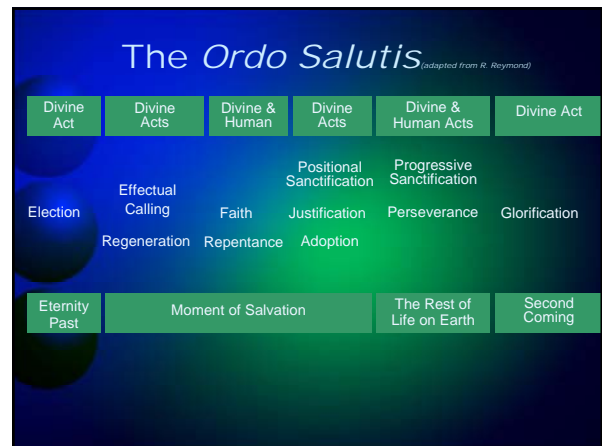 The Ordo Salutis (adapted from R. Reymond)
Divine Act
Divine Acts
Divine & Human
Divine Acts
Divine & Human Acts
Divine Act
Election
Effectual Calling
Regeneration
Faith
Repentance
Positional Sanctification
Justification
Adoption
Progressive Sanctification
Perseverance
Glorification
Eternity Past
Moment of Salvation
The Rest of Life on Earth
Second Coming